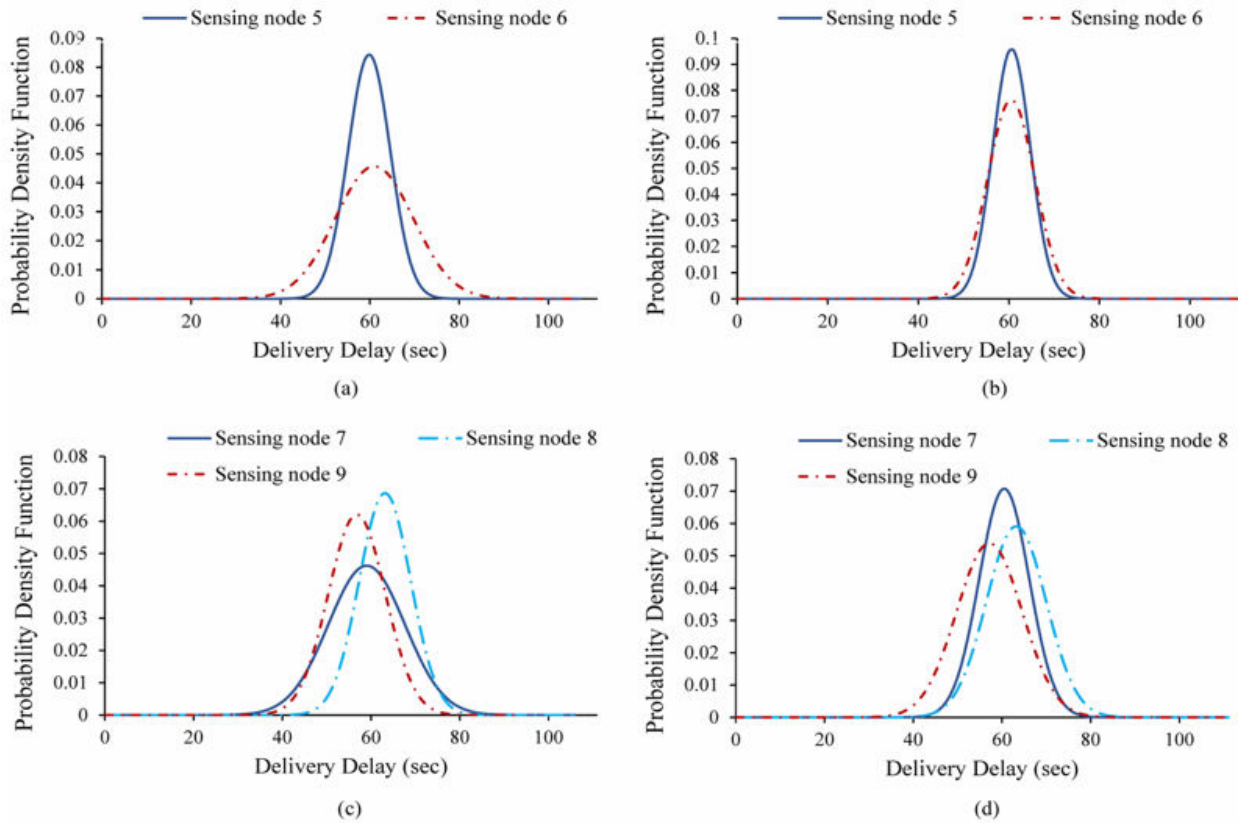 Sensing node 5 Sensing node 6
Probability Density Function
0.09
0.08
0.07
0.06
0.05
0.04
0.03
0.02
0.01
0
0 20 40 60 80 100
Delivery Delay (sec)
(a)
Sensing node 5 Sensing node 6
Probability Density Function
0.1
0.09
0.08
0.07
0.06
0.05
0.04
0.03
0.02
0.01
0
0 20 40 60 80 100
Delivery Delay (sec)
(b)
Sensing node 7 Sensing node 8
Sensing node 9
Probability Density Function
0.08
0.07
0.06
0.05
0.04
0.03
0.02
0.01
0
0 20 40 60 80 100
Delivery Delay (sec)
(c)
Sensing node 7 Sensing node 8
Sensing node 9
Probability Density Function
0.08
0.07
0.06
0.05
0.04
0.03
0.02
0.01
0
0 20 40 60 80 100
Delivery Delay (sec)
(d)